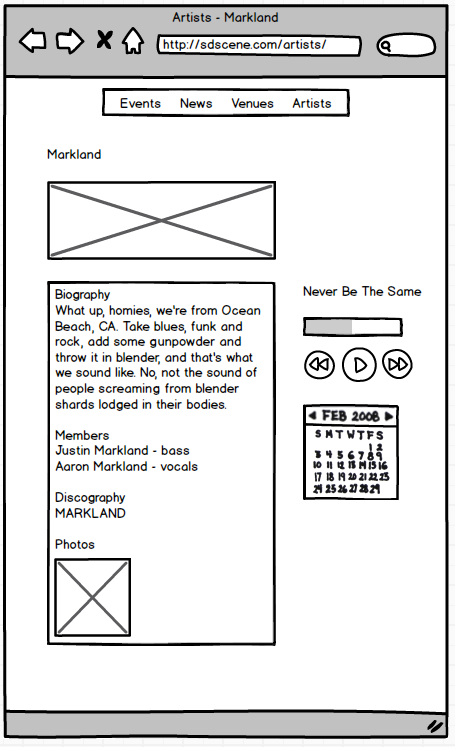 Artists - Markland
http://sdscene.com/artists/
Events News Venues Artists
Markland
Biography
What up, homies, we're from Ocean
Beach, CA. Take blues, funk and
rock, add some gunpowder and
throw it in blender, and that's what
we sound like. No, not the sound of
people screaming from blender
shards lodged in their bodies.
Members
Justin Markland - bass
Aaron Markland - vocals
Discography
MARKLAND
Photos
Never Be The Same
FEB 2008
S M T W T F S
1 2
3 4 5 6 7 8 9
10 11 12 13 14 15 16
17 18 19 20 21 22 23
24 25 26 27 28 29